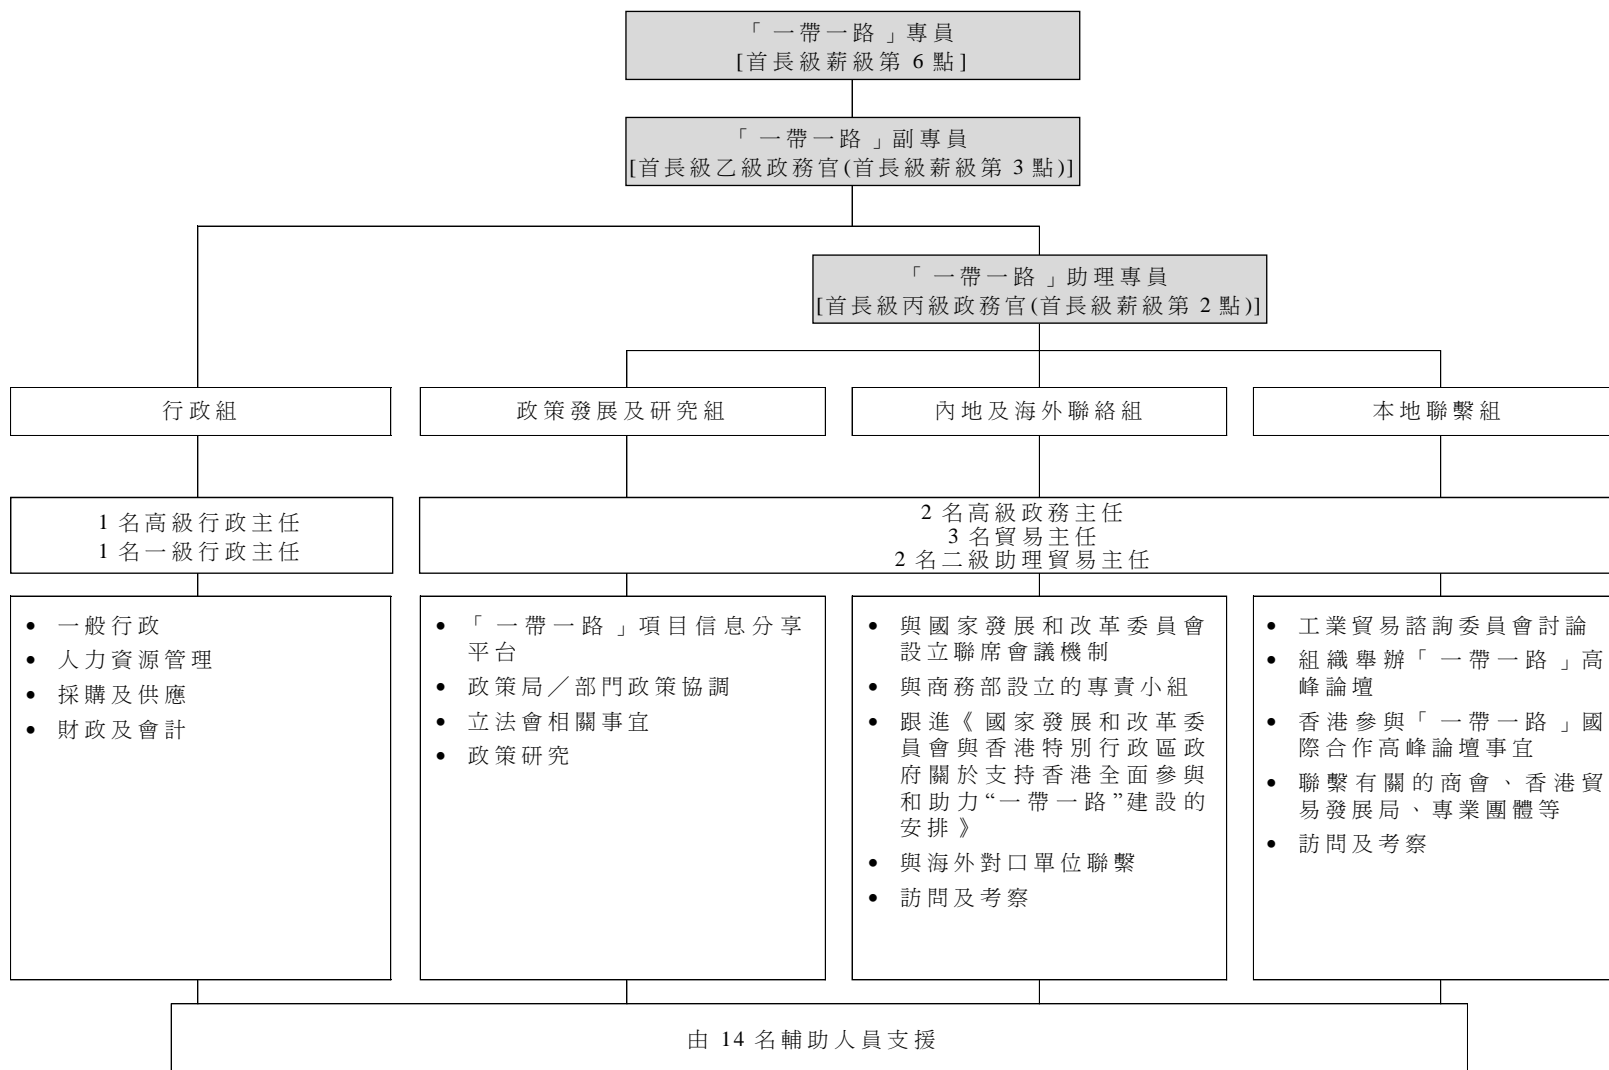 「一帶一路」專員
[首長級薪級第 6 點]
「一帶一路」副專員
[首長級乙級政務官(首長級薪級第 3 點)]
「一帶一路」助理專員
[首長級丙級政務官(首長級薪級第 2 點)]
行政組
政策發展及研究組
內地及海外聯絡組
本地聯繫組
1 名高級行政主任
1 名一級行政主任
2 名高級政務主任
3 名貿易主任
2 名二級助理貿易主任
• 一般行政
• 人力資源管理
• 採購及供應
• 財政及會計
• 「一帶一路」項目信息分享
平台
• 政策局／部門政策協調
• 立法會相關事宜
• 政策研究
• 與國家發展和改革委員會
設立聯席會議機制
• 與商務部設立的專責小組
• 跟進《國家發展和改革委
員會與香港特別行政區政
府關於支持香港全面參與
和助力“一帶一路”建設的
安排》
• 與海外對口單位聯繫
• 訪問及考察
• 工業貿易諮詢委員會討論
• 組織舉辦「一帶一路」高
峰論壇
• 香港參與「一帶一路」國
際合作高峰論壇事宜
• 聯繫有關的商會、香港貿
易發展局、專業團體等
• 訪問及考察
由 14 名輔助人員支援